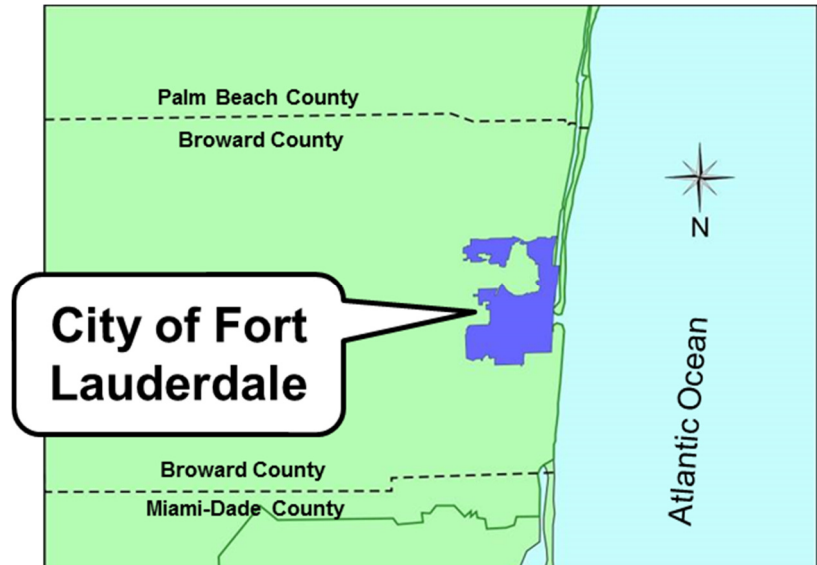 Palm Beach County
Broward County
N
City of Fort
Lauderdale
Atlantic Ocean
Broward County
Miami-Dade County